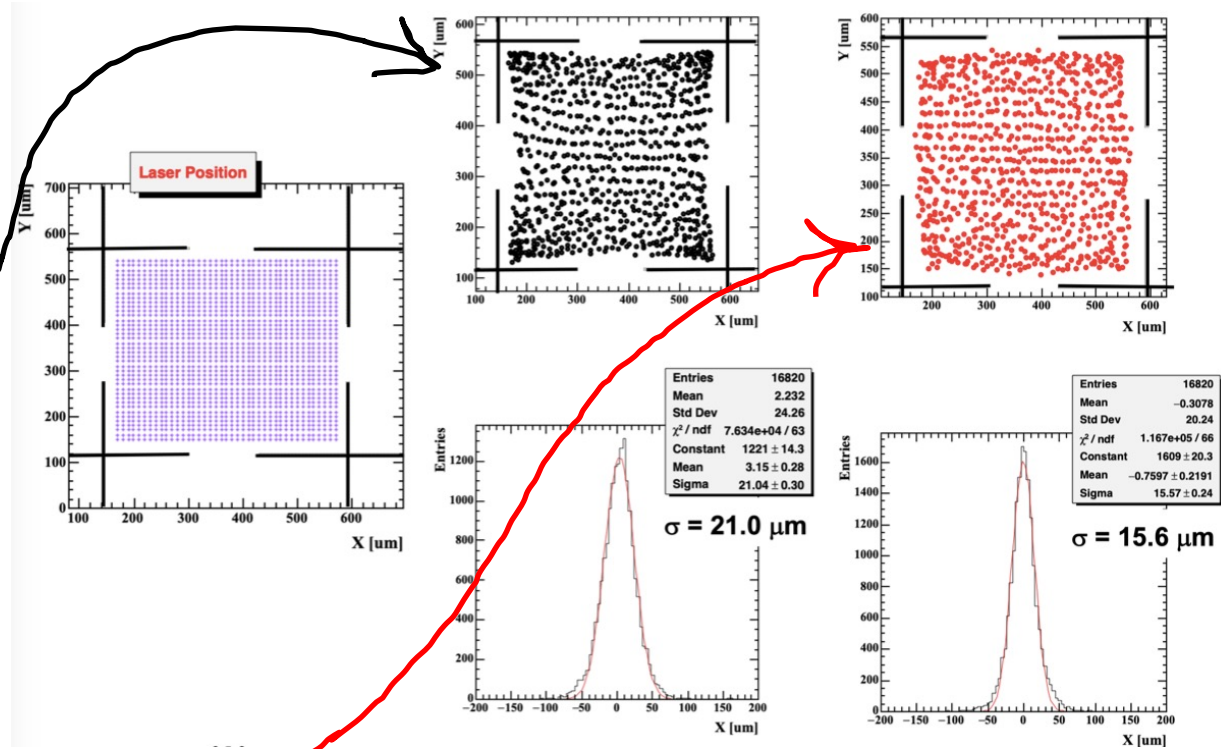 Laser Position
Y [um]
700
600
500
400
300
200
100
0
100
200
300
400
500
600
X [um]
Y [um]
600
500
400
300
200
100
100
200
300
400
500
600
X [um]
Y [um]
600
550
500
450
400
350
300
250
200
150
100
200
300
400
500
600
X [um]
Entries 16820
Mean 2.232
Std Dev 24.26
χ² / ndf 7.634e+04 / 63
Constant 1221 ± 14.3
Mean 3.15 ± 0.28
Sigma 21.04 ± 0.30
σ = 21.0 μm
Entries
1200
1000
800
600
400
200
0
−200 −150 −100 −50 0 50 100 150 200
X [um]
Entries 16820
Mean −0.3078
Std Dev 20.24
χ² / ndf 1.167e+05 / 66
Constant 1609 ± 20.3
Mean −0.7597 ± 0.2191
Sigma 15.57 ± 0.24
σ = 15.6 μm
Entries
1600
1400
1200
1000
800
600
400
200
0
−200 −150 −100 −50 0 50 100 150 200
X [um]